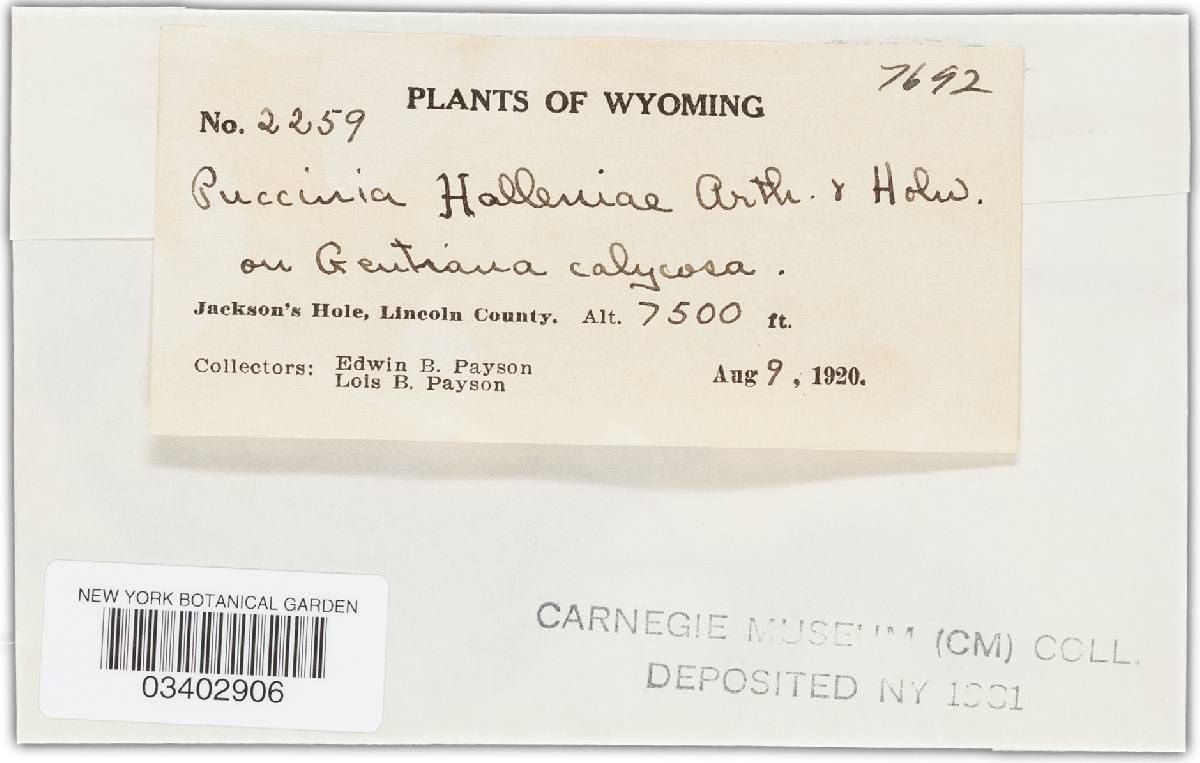 7692
PLANTS OF WYOMING
No. 2259
Puccinia Halleniae Arth. & Holw.
on Gentiana calycosa.
Jackson's Hole, Lincoln County. Alt. 7500 ft.
Collectors: Edwin B. Payson
Lois B. Payson
Aug 9, 1920.
NEW YORK BOTANICAL GARDEN
03402906
CARNEGIE MUSEUM (CM) COLL.
DEPOSITED NY